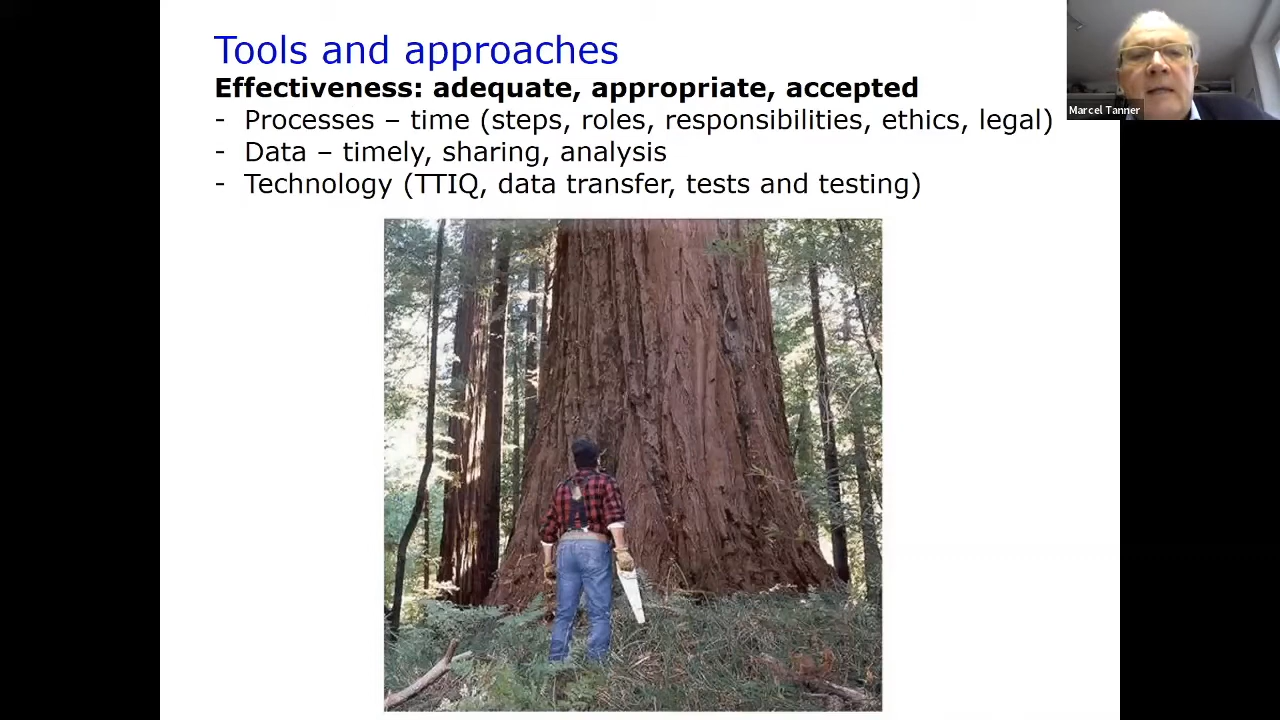 Tools and approaches
Effectiveness: adequate, appropriate, accepted
- Processes – time (steps, roles, responsibilities, ethics, legal)
- Data – timely, sharing, analysis
- Technology (TTIQ, data transfer, tests and testing)
Marcel Tanner